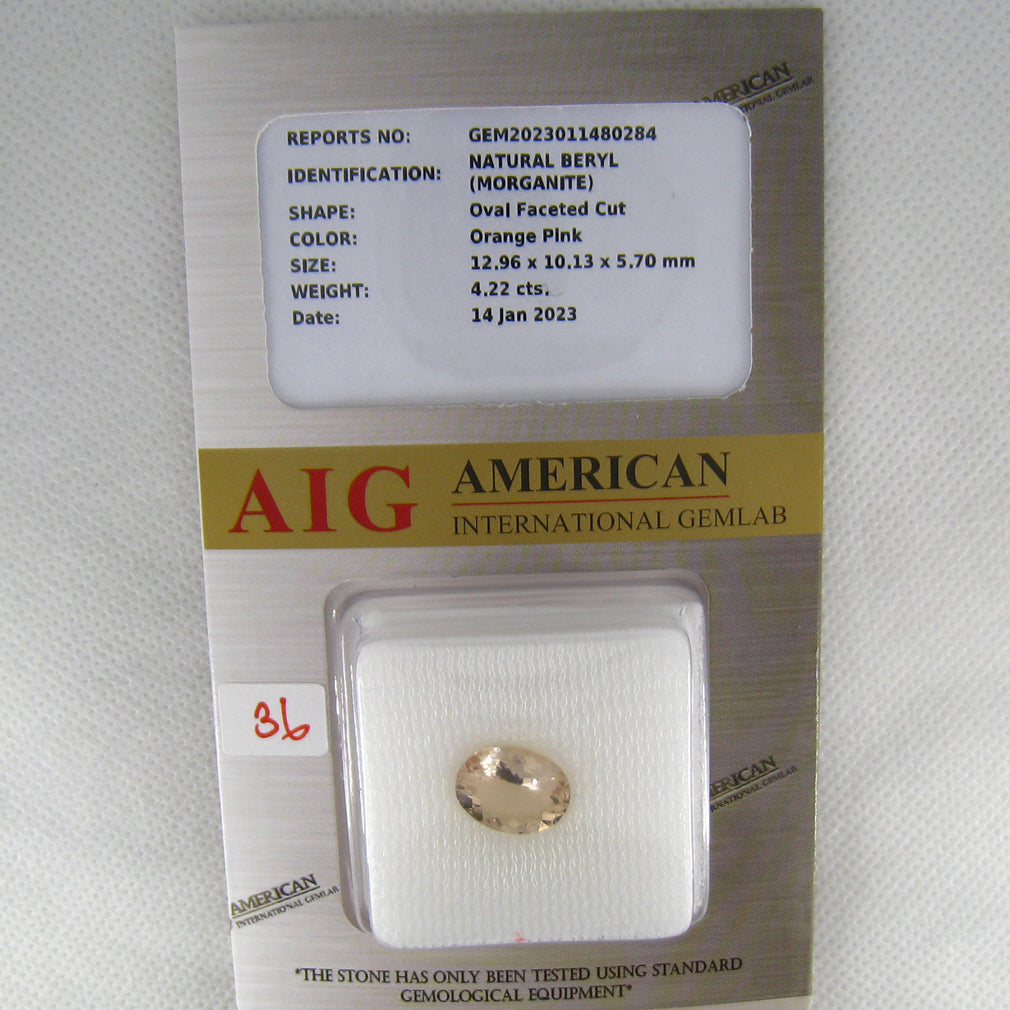 AMERICAN
REPORTS NO: GEM2023011480284
IDENTIFICATION: NATURAL BERYL
(MORGANITE)
SHAPE: Oval Faceted Cut
COLOR: Orange Pink
SIZE: 12.96 x 10.13 x 5.70 mm
WEIGHT: 4.22 cts.
Date: 14 Jan 2023
AIG AMERICAN
INTERNATIONAL GEMLAB
36
AMERICAN
INTERNATIONAL GEMLAB
*THE STONE HAS ONLY BEEN TESTED USING STANDARD
GEMOLOGICAL EQUIPMENT*